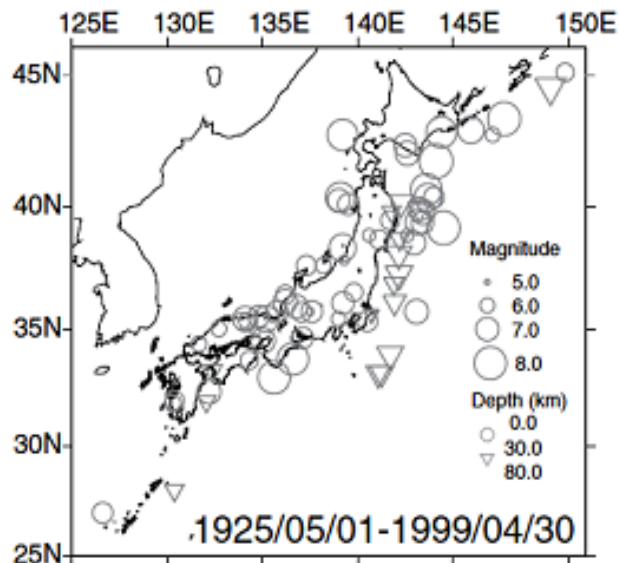 125E 130E 135E 140E 145E 150E
45N
40N
Magnitude
5.0
6.0
35N
7.0
8.0
Depth (km)
0.0
30N
30.0
80.0
1925/05/01-1999/04/30
25N